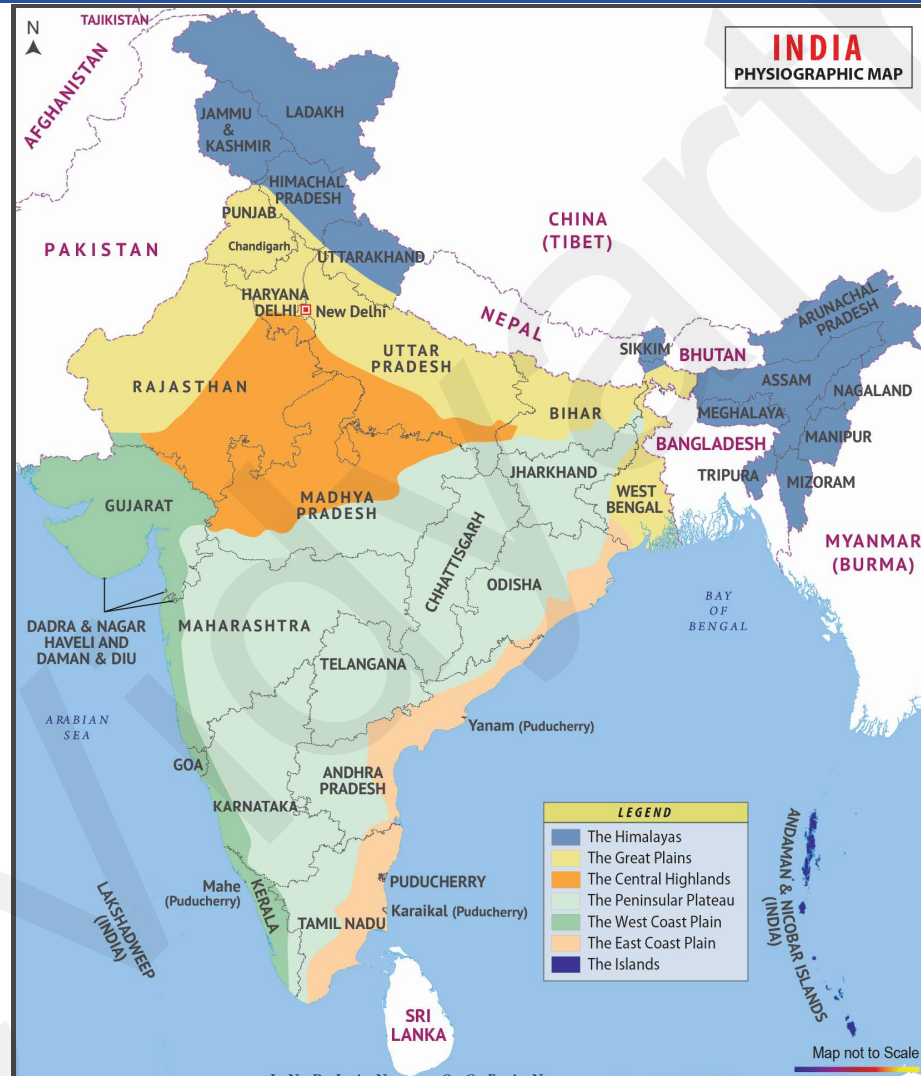 TAJIKISTAN
N
AFGHANISTAN
INDIA
PHYSIOGRAPHIC MAP
JAMMU
&
KASHMIR
LADAKH
HIMACHAL
PRADESH
PUNJAB
Chandigarh
UTTARAKHAND
PAKISTAN
CHINA
(TIBET)
HARYANA
DELHI
New Delhi
NEPAL
ARUNACHAL
PRADESH
SIKKIM
BHUTAN
UTTAR
PRADESH
RAJASTHAN
ASSAM
NAGALAND
BIHAR
MEGHALAYA
MANIPUR
BANGLADESH
JHARKHAND
TRIPURA
MIZORAM
GUJARAT
MADHYA
PRADESH
WEST
BENGAL
CHHATTISGARH
MYANMAR
(BURMA)
ODISHA
BAY
OF
BENGAL
DADRA & NAGAR
HAVELI AND
DAMAN & DIU
MAHARASHTRA
TELANGANA
ARABIAN
SEA
Yanam (Puducherry)
GOA
ANDHRA
PRADESH
KARNATAKA
LEGEND
The Himalayas
The Great Plains
The Central Highlands
The Peninsular Plateau
The West Coast Plain
The East Coast Plain
The Islands
ANDAMAN & NICOBAR ISLANDS
(INDIA)
LAKSHADWEEP
(INDIA)
Mahe
(Puducherry)
KERALA
PUDUCHERRY
Karaikal (Puducherry)
TAMIL NADU
SRI
LANKA
Map not to Scale
INDIAN OCEAN